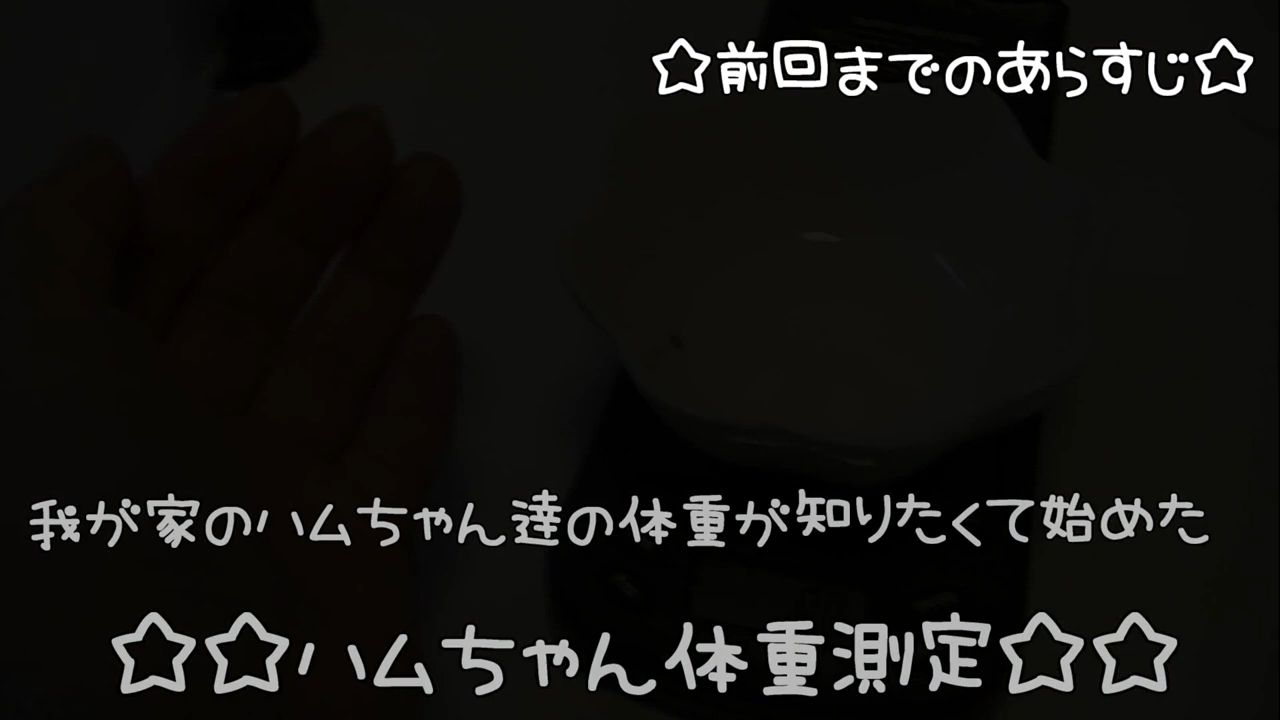 ☆前回までのあらすじ☆
我が家のハムちゃん達の体重が知りたくて始めた
☆☆ハムちゃん体重測定☆☆